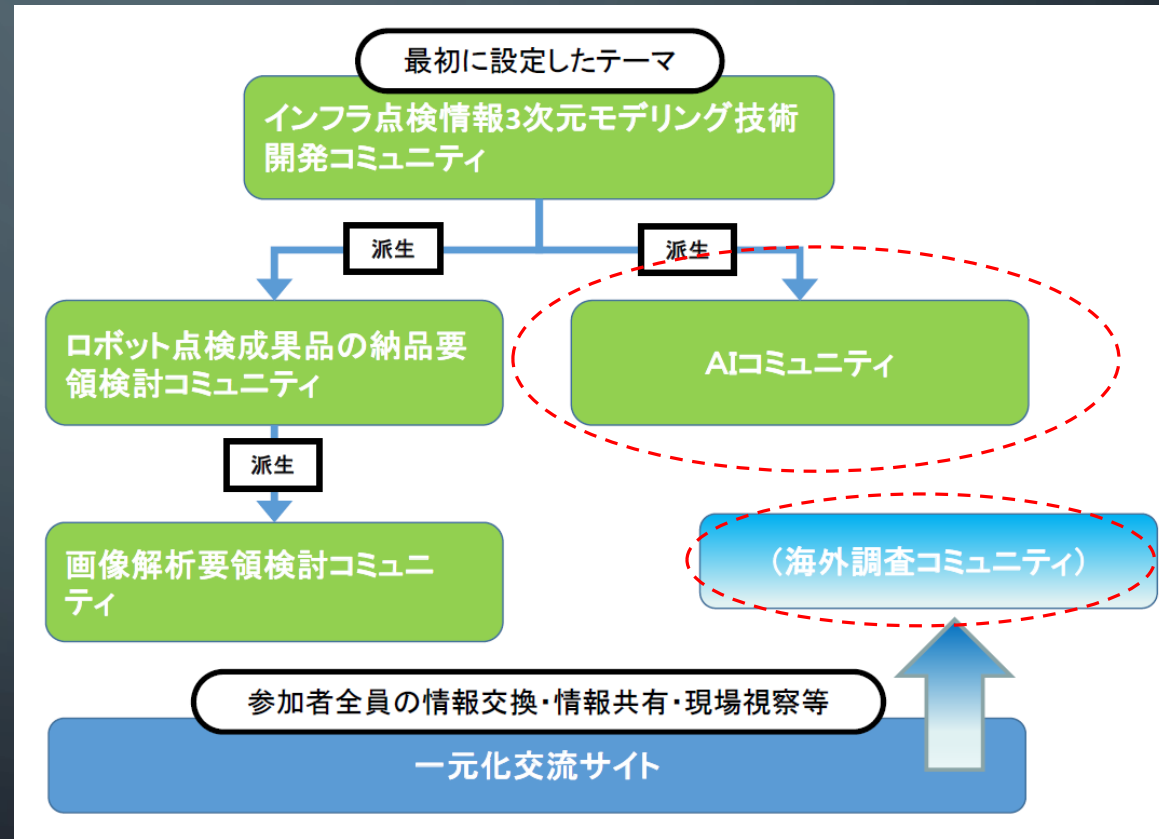 最初に設定したテーマ
インフラ点検情報3次元モデリング技術
開発コミュニティ
派生
派生
ロボット点検成果品の納品要
領検討コミュニティ
AIコミュニティ
派生
画像解析要領検討コミュニ
ティ
(海外調査コミュニティ)
参加者全員の情報交換・情報共有・現場視察等
一元化交流サイト